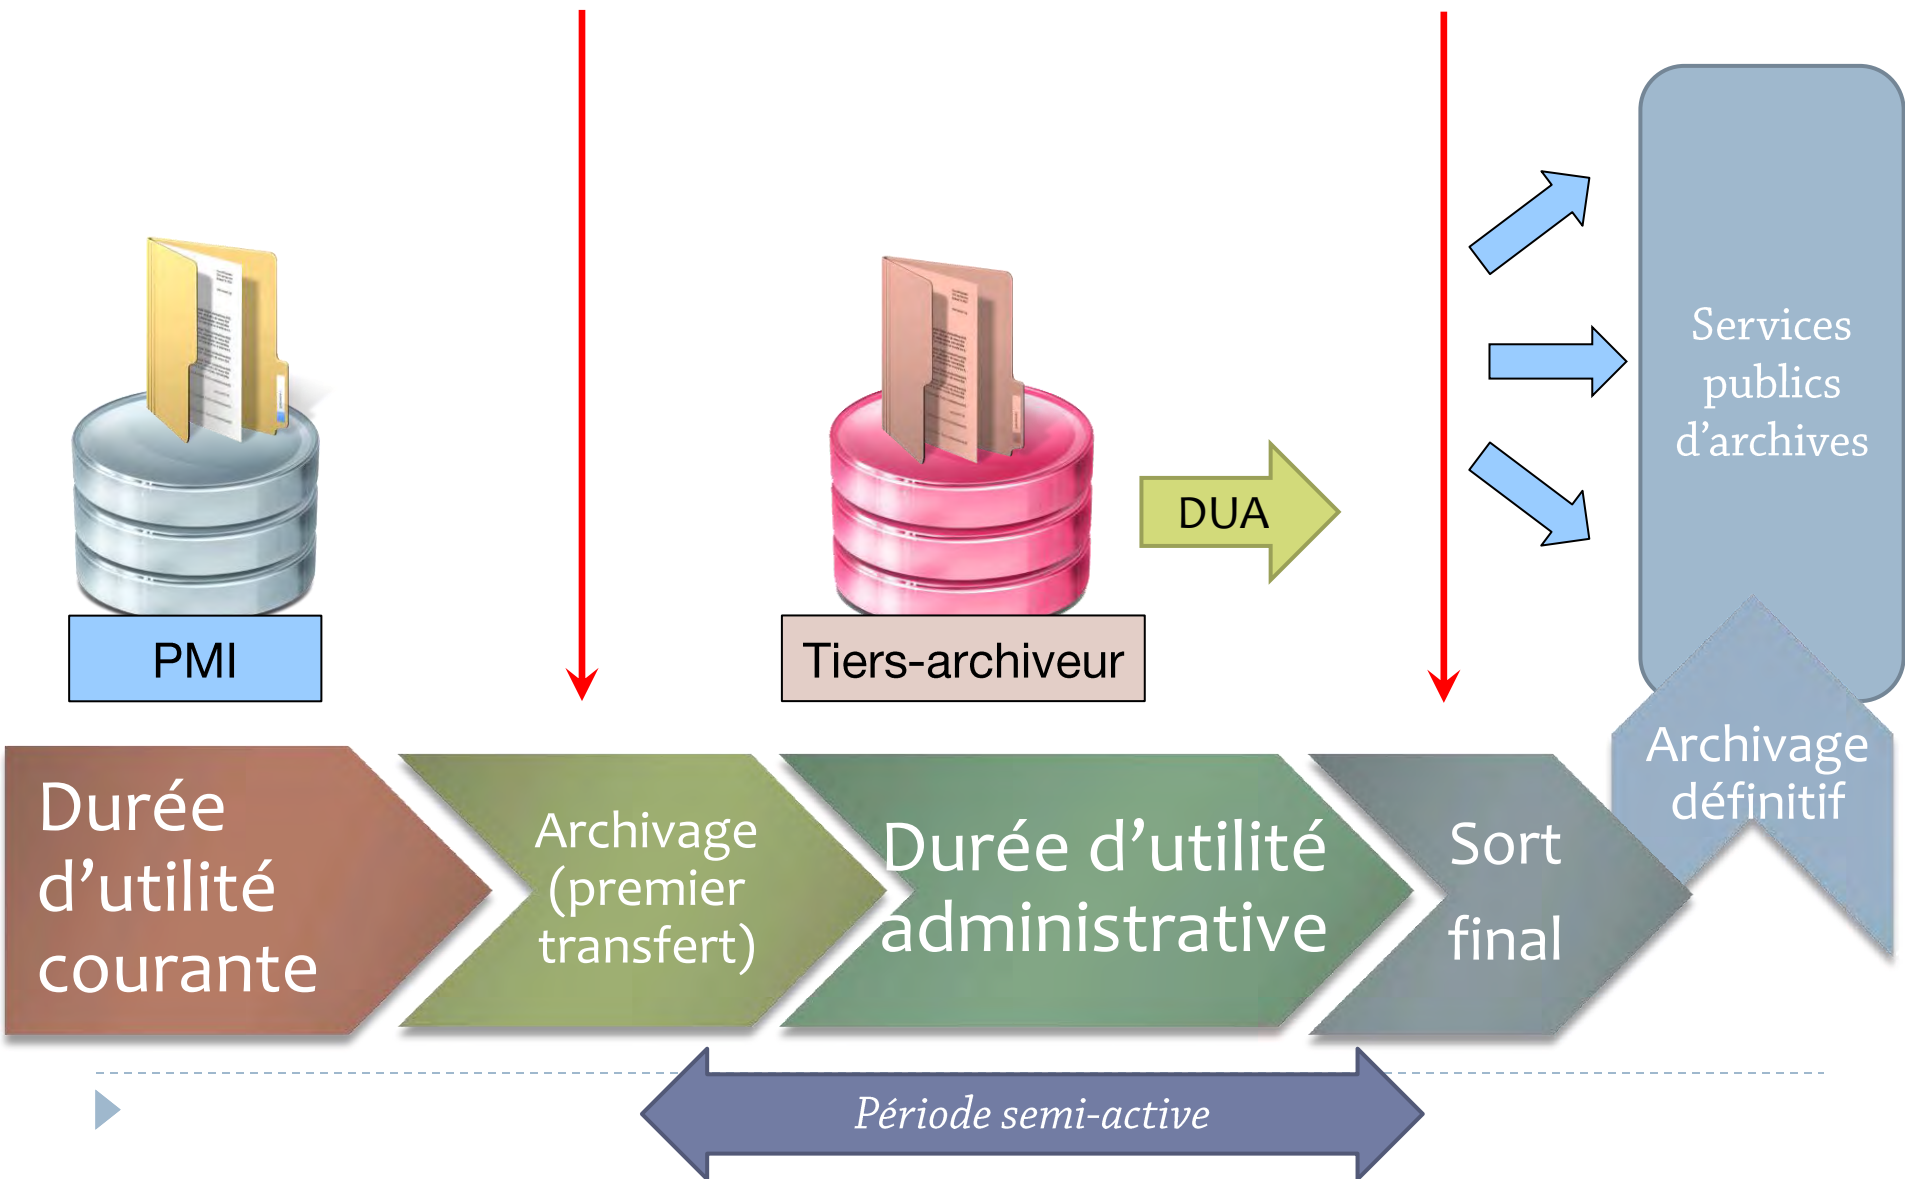 PMI
Tiers-archiveur
DUA
Services
publics
d'archives
Durée
d'utilité
courante
Archivage
(premier
transfert)
Durée d'utilité
administrative
Sort
final
Archivage
définitif
Période semi-active